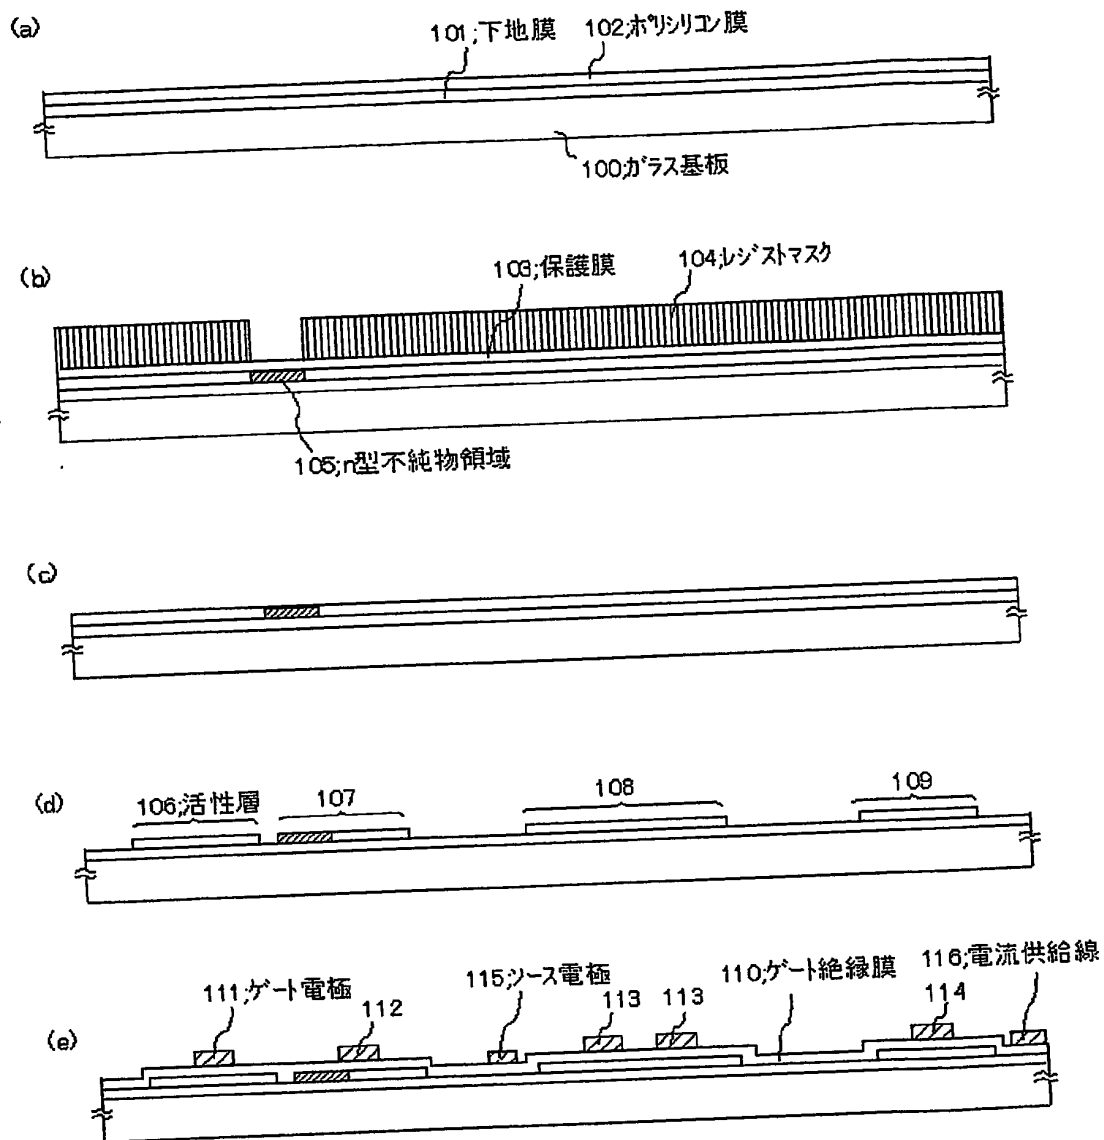 (a)
101;下地膜 102;ポリシリコン膜
100;ガラス基板
(b)
103;保護膜 104;レジストマスク
105;n型不純物領域
(c)
(d)
106;活性層 107 108 109
(e)
111;ゲート電極 112 115;ソース電極 113 113 110;ゲート絶縁膜 114 116;電流供給線